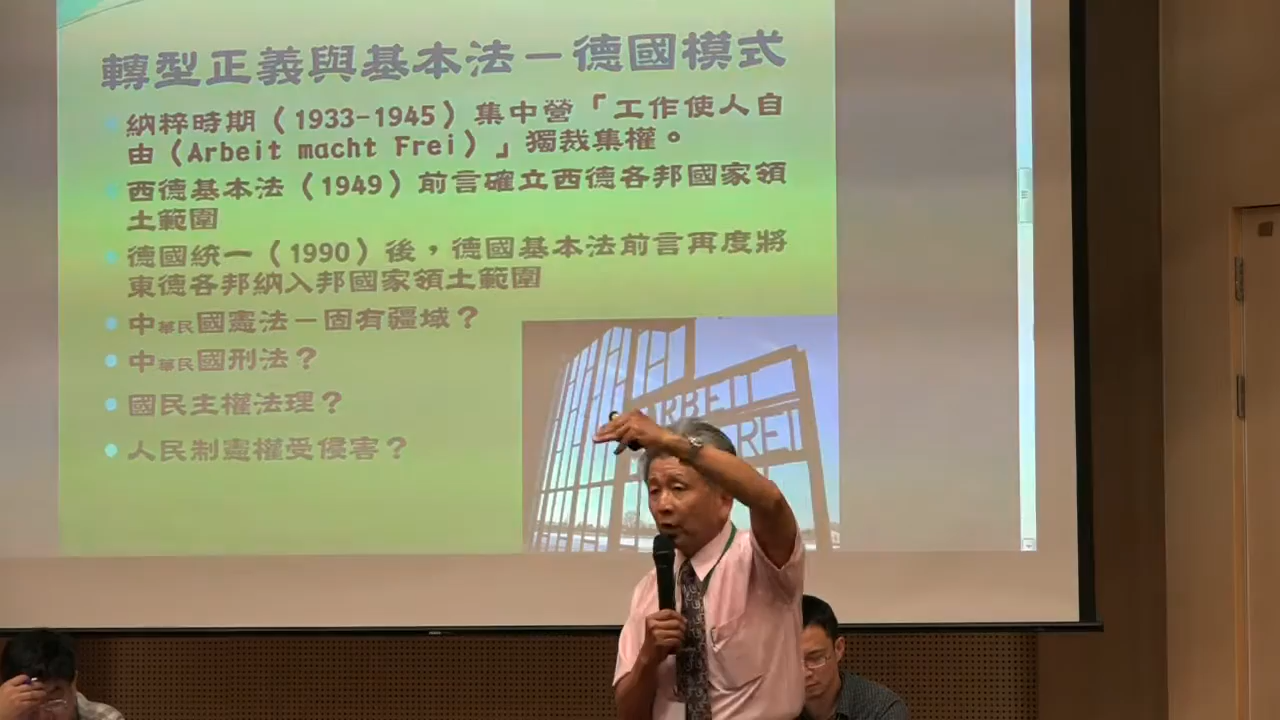 轉型正義與基本法－德國模式
納粹時期（1933-1945）集中營「工作使人自
由（Arbeit macht Frei）」獨裁集權。
西德基本法（1949）前言確立西德各邦國家領
土範圍
德國統一（1990）後，德國基本法前言再度將
東德各邦納入邦國家領土範圍
中華民國憲法－固有疆域？
中華民國刑法？
國民主權法理？
人民制憲權受侵害？
ARBEIT
REI